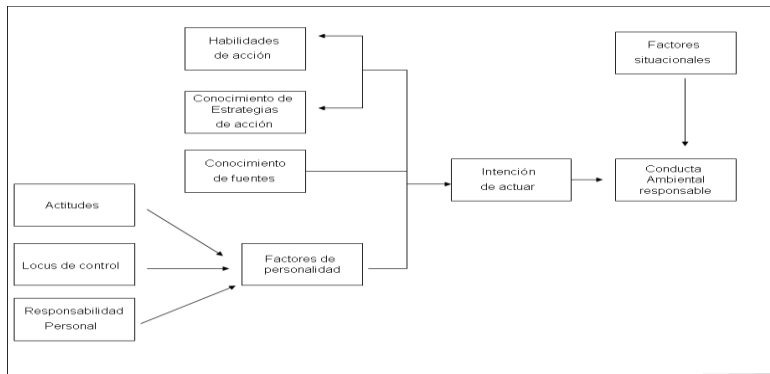 Habilidades
de acción
Factores
situacionales
Conocimiento de
Estrategias
de acción
Conocimiento
de fuentes
Intención
de actuar
Conducta
Ambiental
responsable
Actitudes
Locus de control
Factores de
personalidad
Responsabilidad
Personal